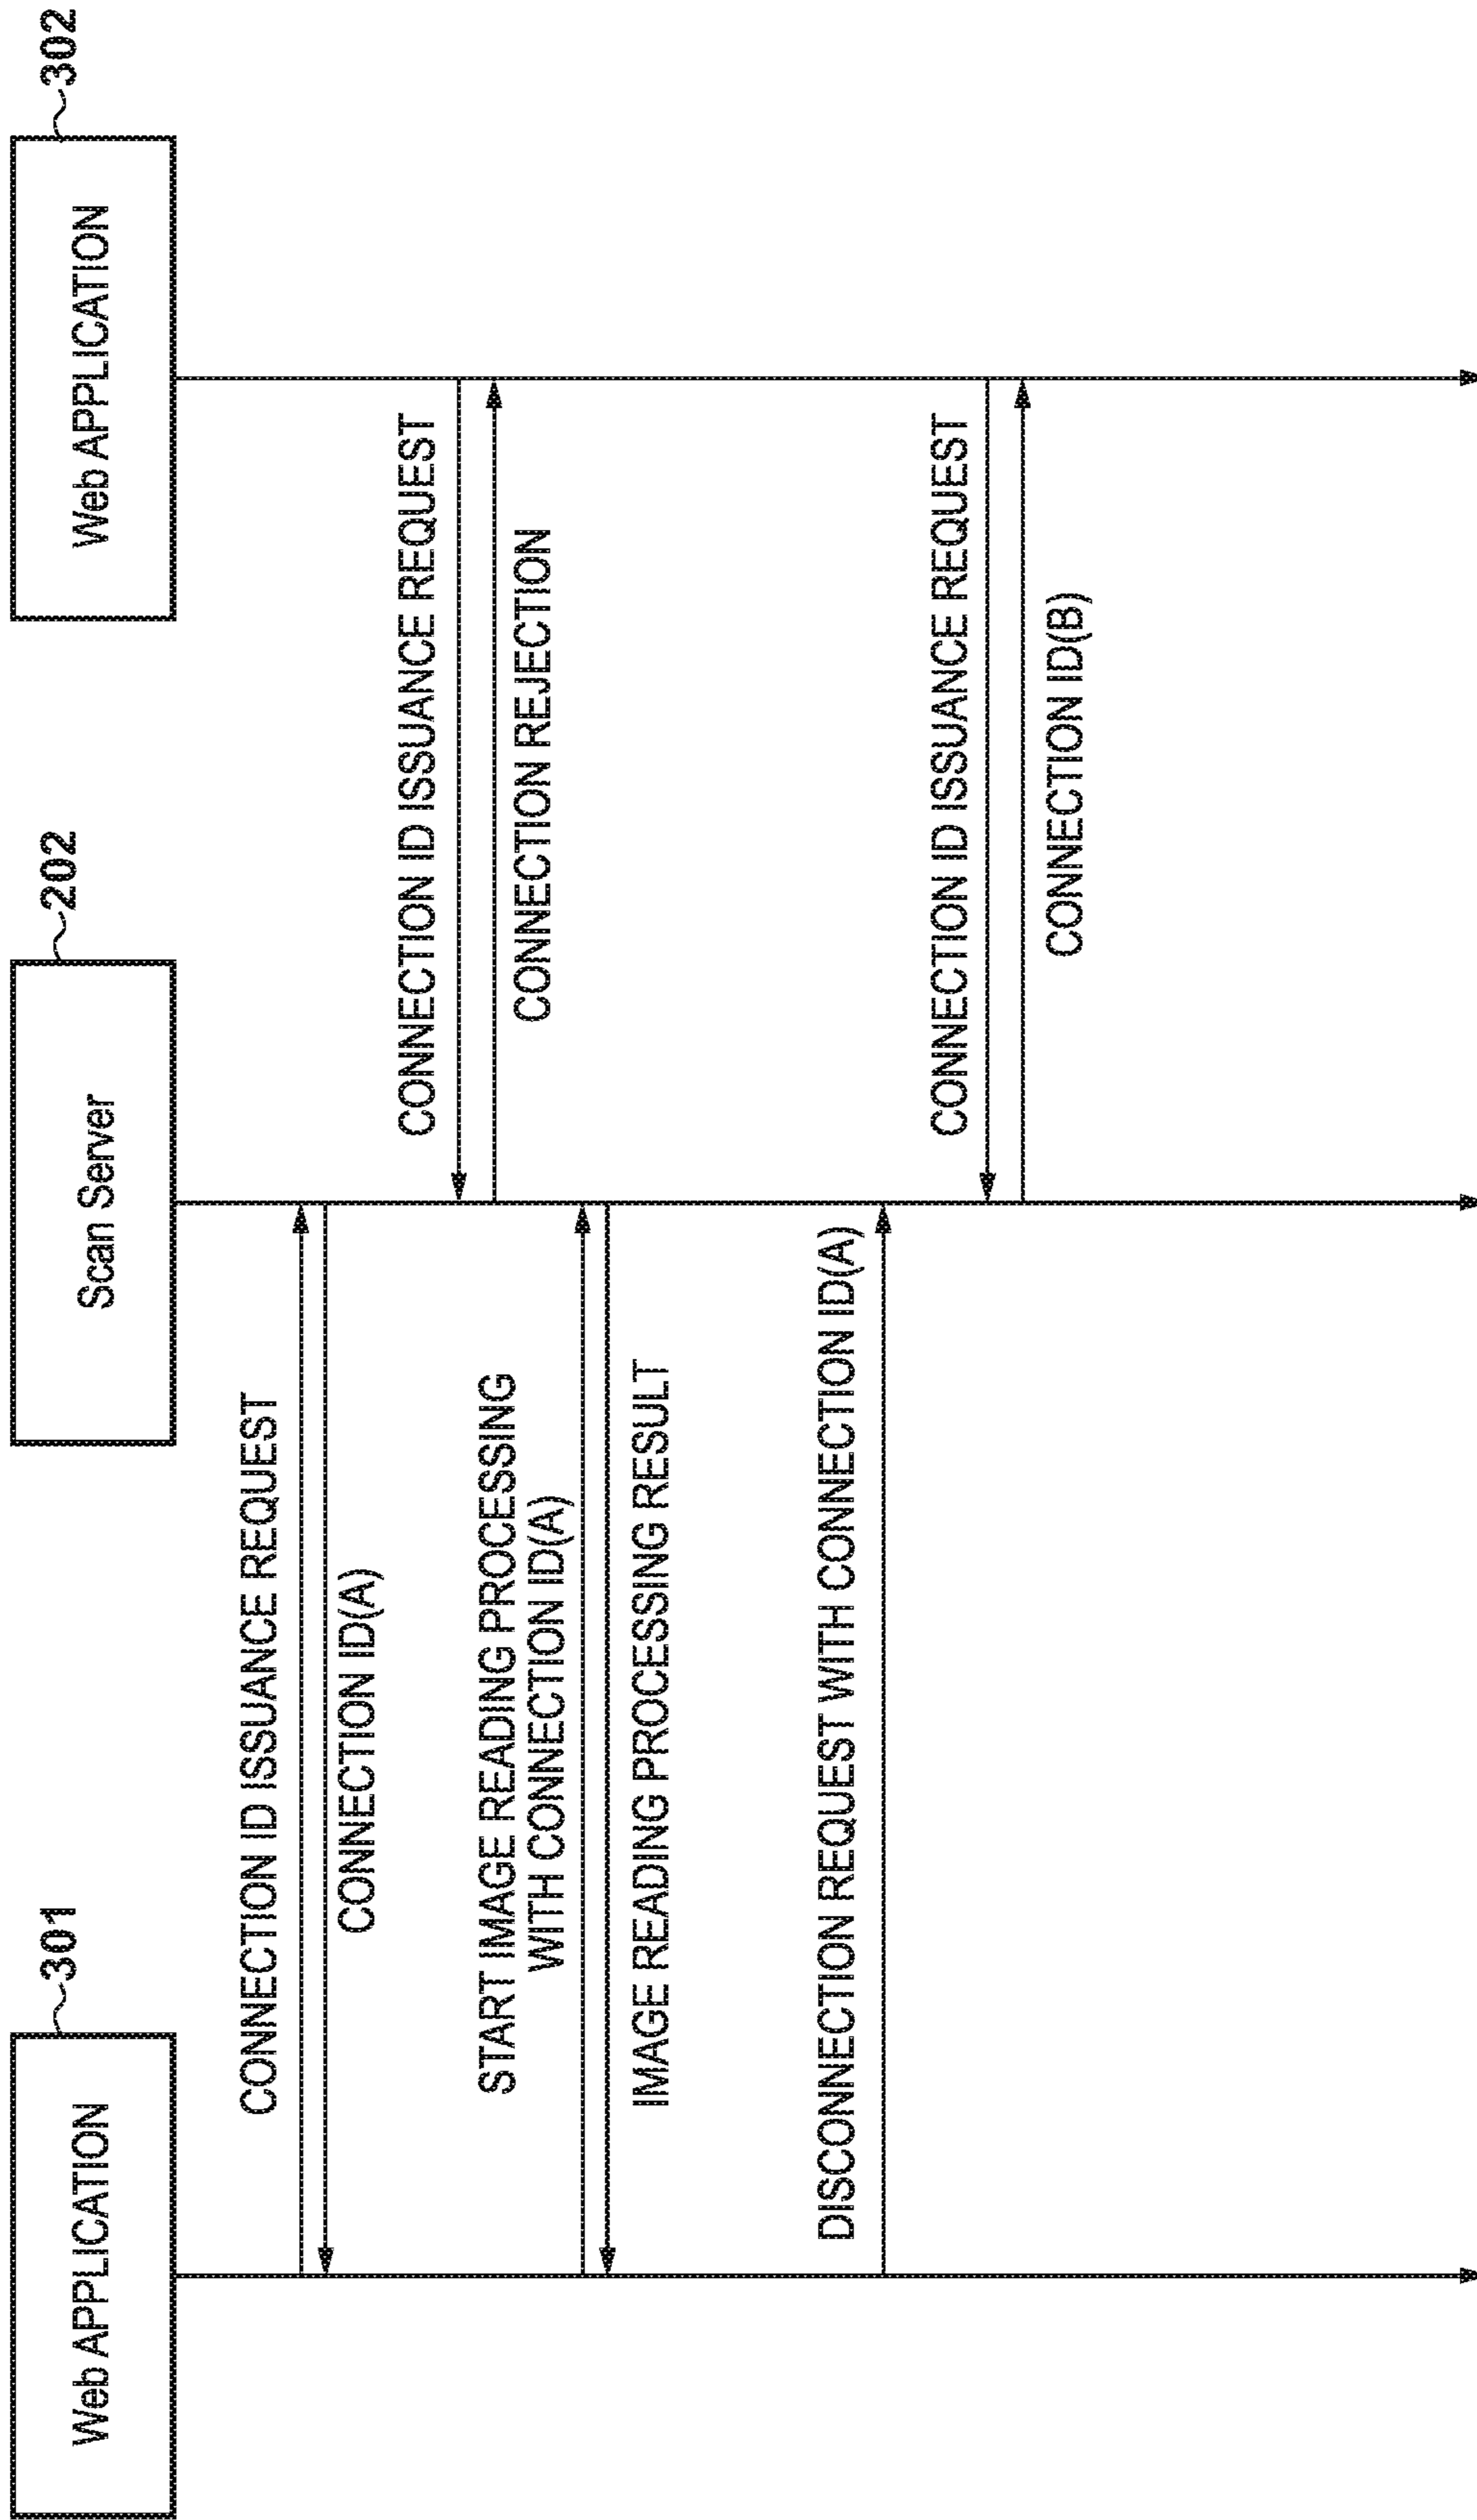 Web APPLICATION
301
Scan Server
202
Web APPLICATION
302
CONNECTION ID ISSUANCE REQUEST
CONNECTION ID(A)
CONNECTION ID ISSUANCE REQUEST
CONNECTION REJECTION
START IMAGE READING PROCESSING
WITH CONNECTION ID(A)
IMAGE READING PROCESSING RESULT
DISCONNECTION REQUEST WITH CONNECTION ID(A)
CONNECTION ID ISSUANCE REQUEST
CONNECTION ID(B)